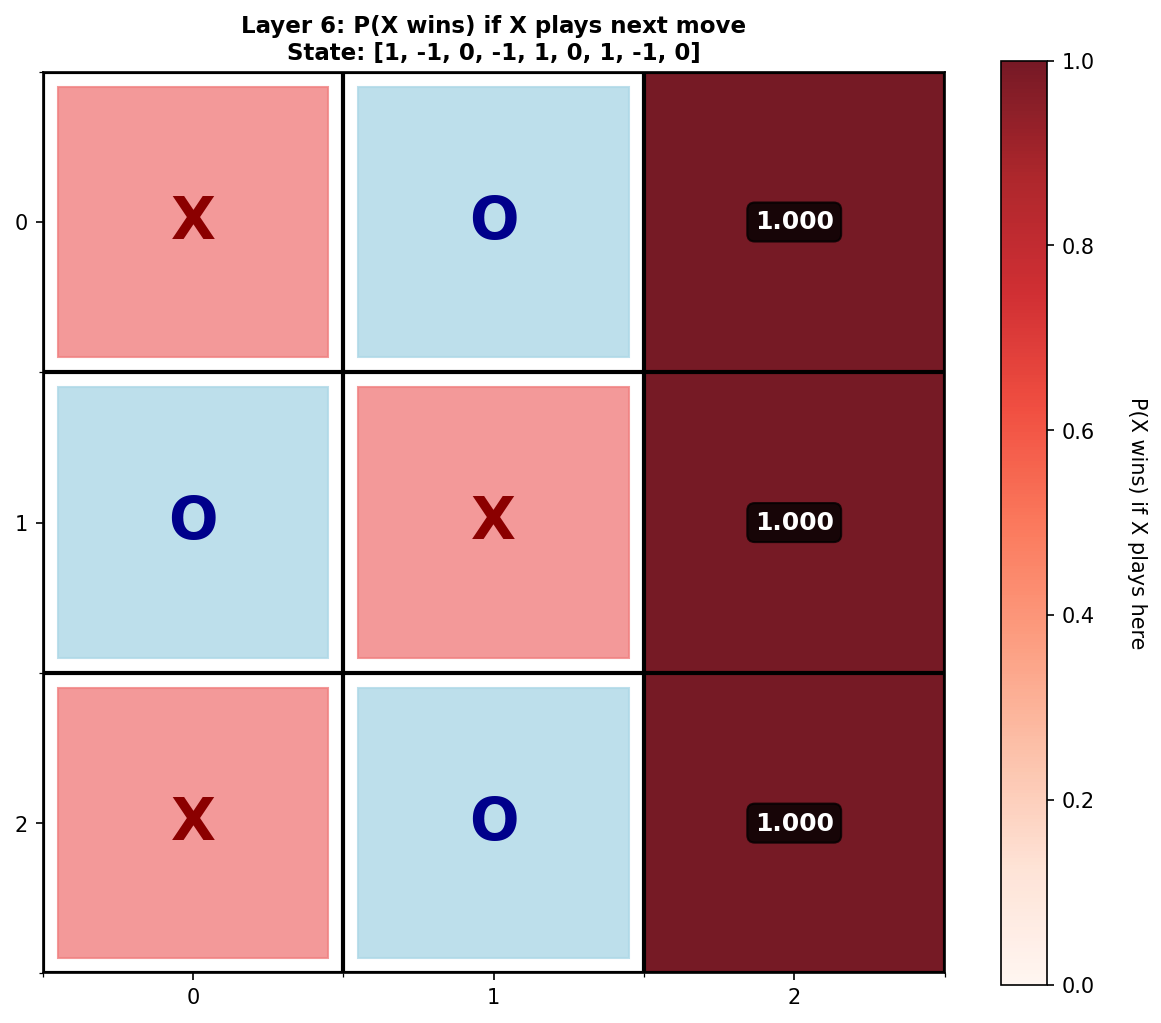 Layer 6: P(X wins) if X plays next move
State: [1, -1, 0, -1, 1, 0, 1, -1, 0]
0
X
O
1.000
1
O
X
1.000
2
X
O
1.000
0
1
2
1.0
0.8
0.6
0.4
0.2
0.0
P(X wins) if X plays here